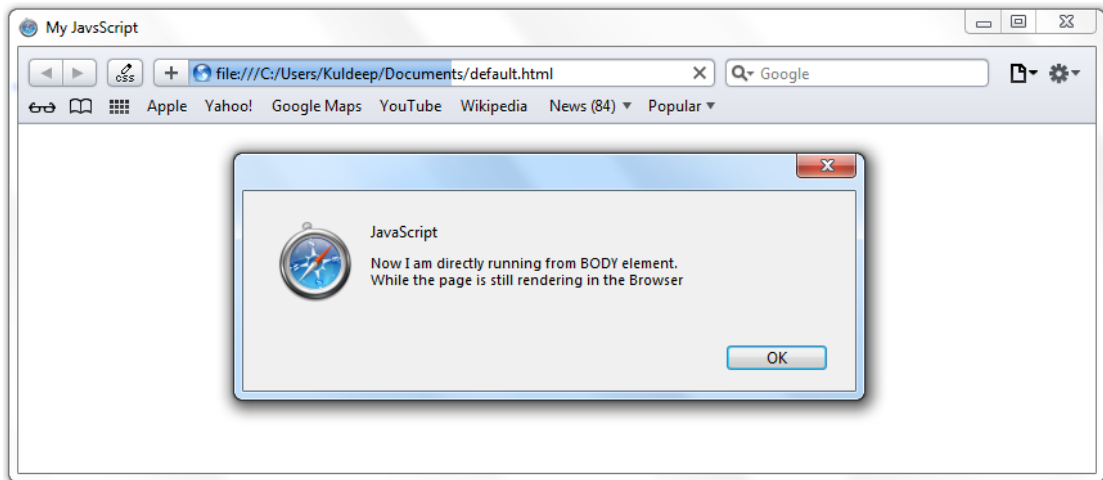 My JavsScript
css
+ file:///C:/Users/Kuldeep/Documents/default.html
Google
Apple Yahoo! Google Maps YouTube Wikipedia News (84) ▼ Popular ▼
JavaScript
Now I am directly running from BODY element.
While the page is still rendering in the Browser
OK